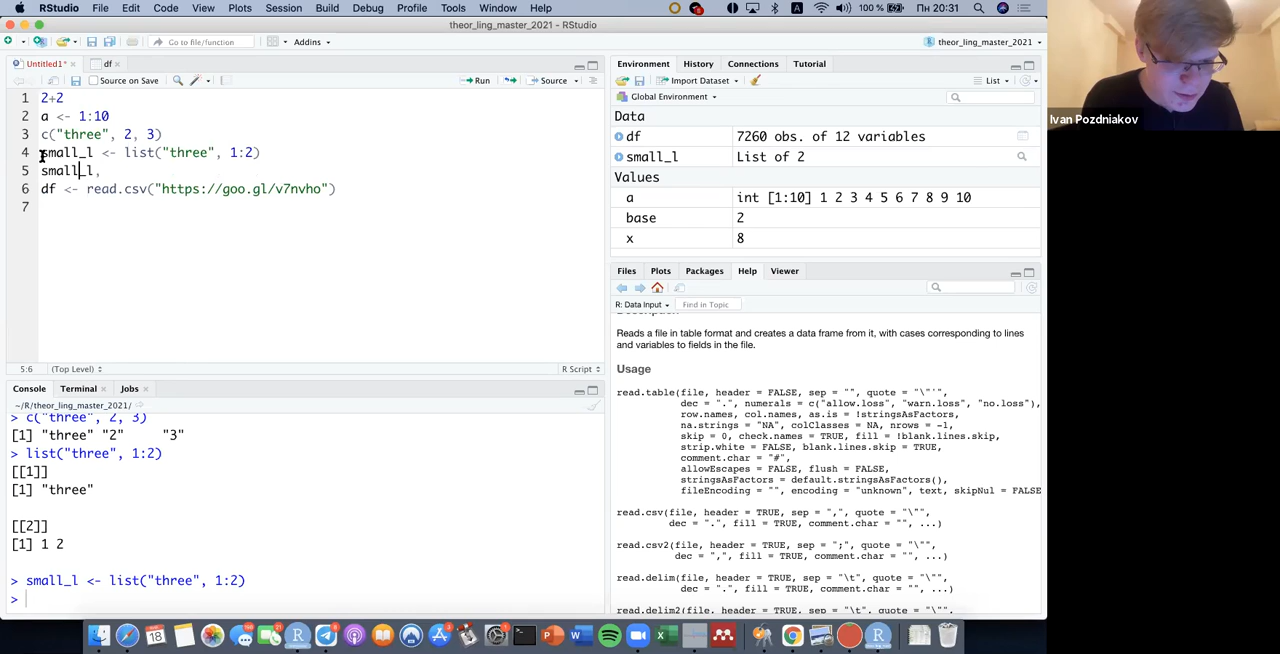 RStudio File Edit Code View Plots Session Build Debug Profile Tools Window Help 100 % Пн 20:31
theor_ling_master_2021 - RStudio
Go to file/function Addins theor_ling_master_2021
Untitled1* df
Source on Save Run Source
1 2+2
2 a <- 1:10
3 c("three", 2, 3)
4 small_l <- list("three", 1:2)
5 small_l,
6 df <- read.csv("https://goo.gl/v7nvho")
7
5:6 (Top Level) R Script
Console Terminal Jobs
~/R/theor_ling_master_2021/
> c("three", 2, 3)
[1] "three" "2" "3"
> list("three", 1:2)
[[1]]
[1] "three"
[[2]]
[1] 1 2
> small_l <- list("three", 1:2)
>
Environment History Connections Tutorial
Import Dataset List
Global Environment
Data
df 7260 obs. of 12 variables
small_l List of 2
Values
a int [1:10] 1 2 3 4 5 6 7 8 9 10
base 2
x 8
Files Plots Packages Help Viewer
R: Data Input Find in Topic
Description
Reads a file in table format and creates a data frame from it, with cases corresponding to lines
and variables to fields in the file.
Usage
read.table(file, header = FALSE, sep = "", quote = "\"'",
dec = ".", numerals = c("allow.loss", "warn.loss", "no.loss"),
row.names, col.names, as.is = !stringsAsFactors,
na.strings = "NA", colClasses = NA, nrows = -1,
skip = 0, check.names = TRUE, fill = !blank.lines.skip,
strip.white = FALSE, blank.lines.skip = TRUE,
comment.char = "#",
allowEscapes = FALSE, flush = FALSE,
stringsAsFactors = default.stringsAsFactors(),
fileEncoding = "", encoding = "unknown", text, skipNul = FALSE
read.csv(file, header = TRUE, sep = ",", quote = "\"",
dec = ".", fill = TRUE, comment.char = "", ...)
read.csv2(file, header = TRUE, sep = ";", quote = "\"",
dec = ",", fill = TRUE, comment.char = "", ...)
read.delim(file, header = TRUE, sep = "\t", quote = "\"",
dec = ".", fill = TRUE, comment.char = "", ...)
read.delim2(file, header = TRUE, sep = "\t", quote = "\"",
Ivan Pozdniakov